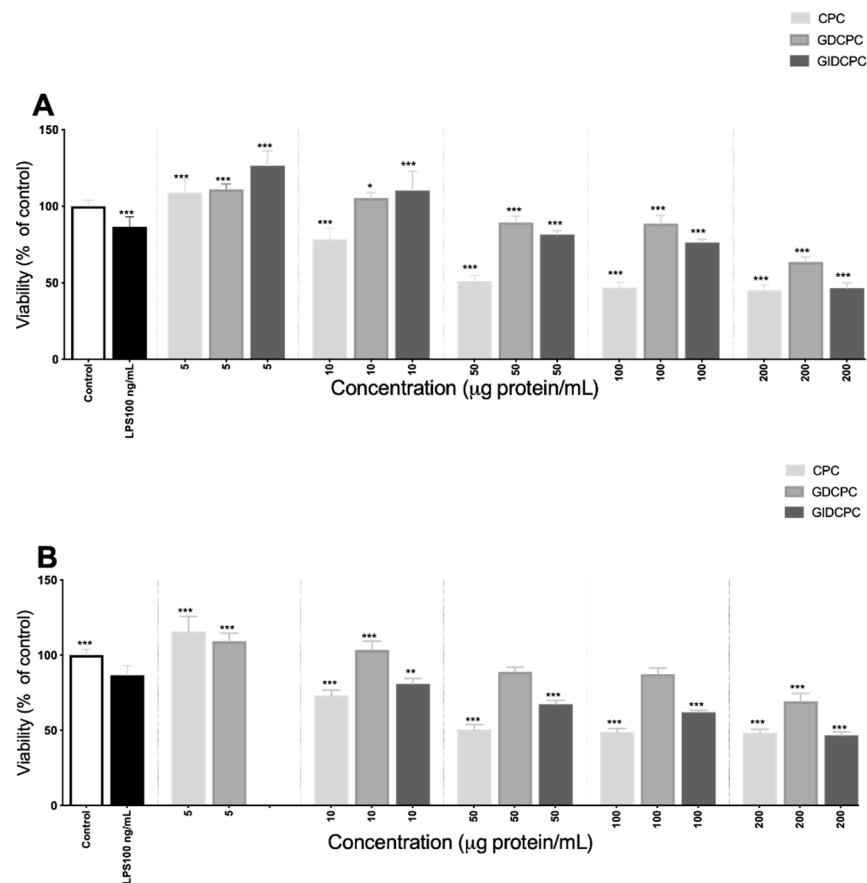 CPC
GDCPC
GIDCPC
A
Viability (% of control)
150
100
50
0
*** *** *** *** *** * *** *** *** *** *** *** *** *** *** ***
Control
LPS100 ng/mL
5 5 5 10 10 10 50 50 50 100 100 100 200 200 200
Concentration (μg protein/mL)
CPC
GDCPC
GIDCPC
B
Viability (% of control)
150
100
50
0
*** *** *** *** *** ** *** *** *** *** *** *** ***
Control
LPS100 ng/mL
5 5 10 10 10 50 50 50 100 100 100 200 200 200
Concentration (μg protein/mL)